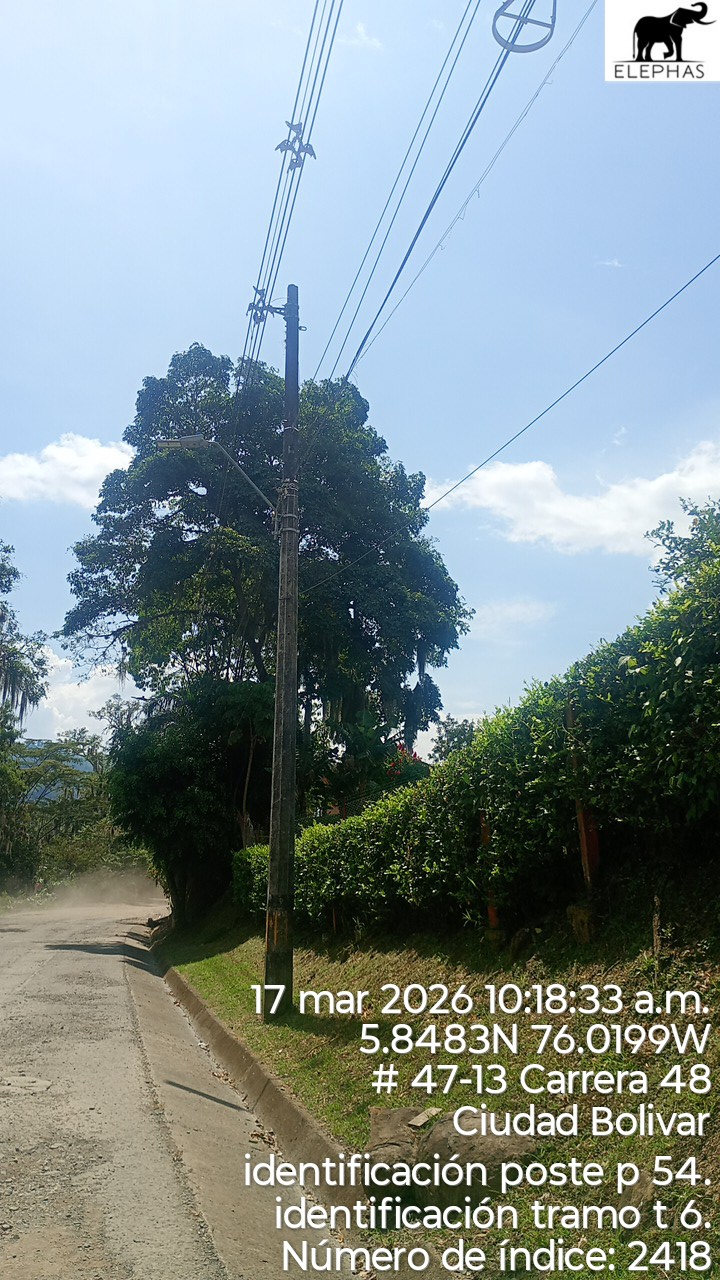 ELEPHAS
17 mar 2026 10:18:33 a.m.
5.8483N 76.0199W
# 47-13 Carrera 48
Ciudad Bolivar
identificación poste p 54.
identificación tramo t 6.
Número de índice: 2418